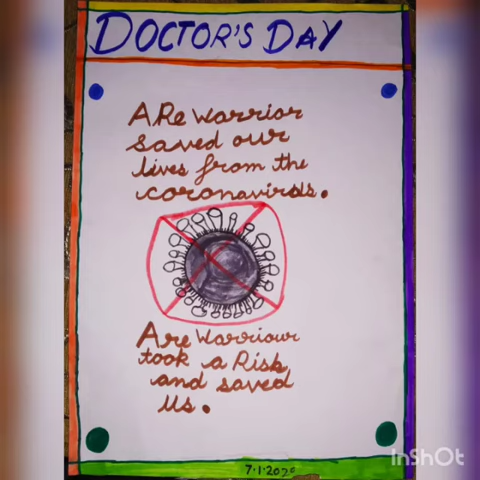 DOCTOR'S DAY
ARe warrior
saved our
lives from the
coronavirus.
Are Warriour
took a Risk
and saved
Us.
7.1.2020
InShOt